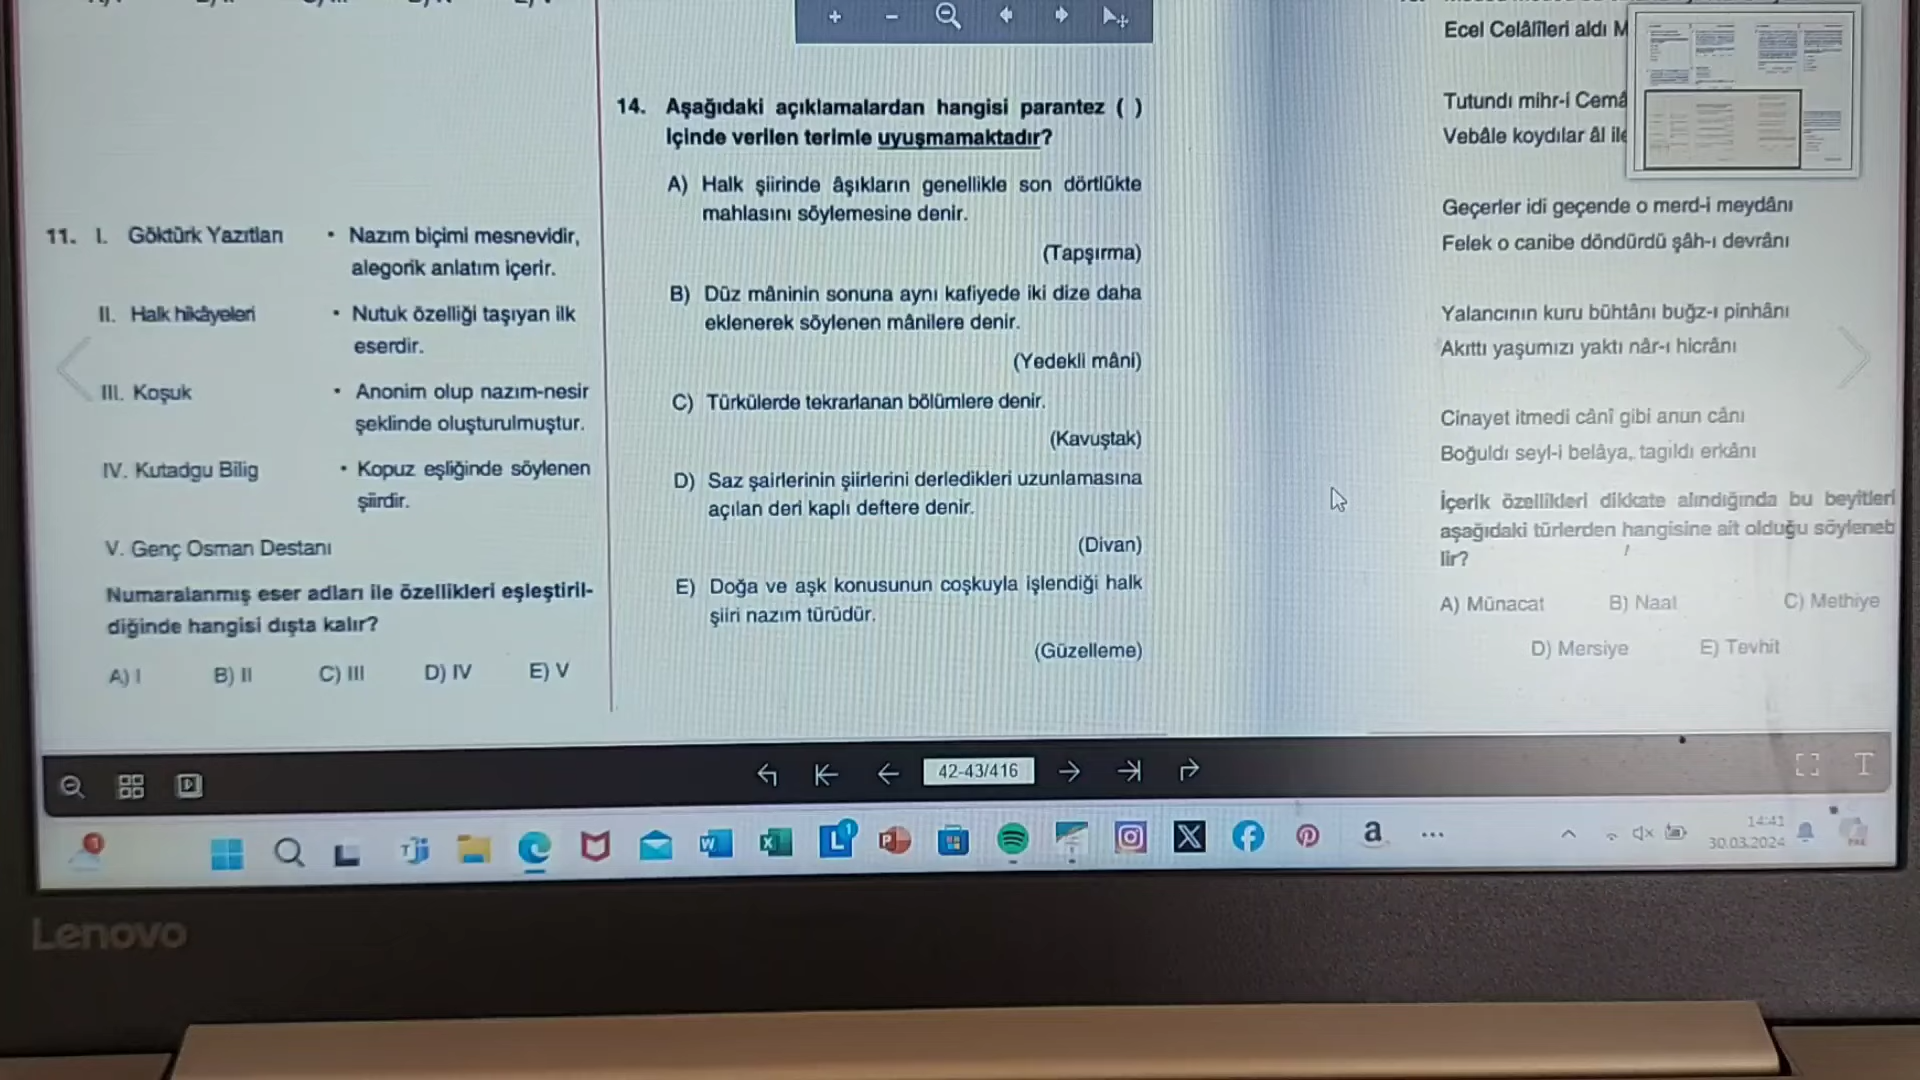 11. I. Göktürk Yazıtları • Nazım biçimi mesnevidir,
alegorik anlatım içerir.
II. Halk hikâyeleri • Nutuk özelliği taşıyan ilk
eserdir.
III. Koşuk • Anonim olup nazım-nesir
şeklinde oluşturulmuştur.
IV. Kutadgu Bilig • Kopuz eşliğinde söylenen
şiirdir.
V. Genç Osman Destanı
Numaralanmış eser adları ile özellikleri eşleştiril-
diğinde hangisi dışta kalır?
A) I B) II C) III D) IV E) V
14. Aşağıdaki açıklamalardan hangisi parantez ( )
içinde verilen terimle uyuşmamaktadır?
A) Halk şiirinde âşıkların genellikle son dörtlükte
mahlasını söylemesine denir.
(Tapşırma)
B) Düz mâninin sonuna aynı kafiyede iki dize daha
eklenerek söylenen mânilere denir.
(Yedekli mâni)
C) Türkülerde tekrarlanan bölümlere denir.
(Kavuştak)
D) Saz şairlerinin şiirlerini derledikleri uzunlamasına
açılan deri kaplı deftere denir.
(Divan)
E) Doğa ve aşk konusunun coşkuyla işlendiği halk
şiiri nazım türüdür.
(Güzelleme)
Ecel Celâlîleri aldı M
Tutundı mihr-i Cemâ
Vebâle koydılar âl ile
Geçerler idi geçende o merd-i meydânı
Felek o canibe döndürdü şâh-ı devrânı
Yalancının kuru bühtânı buğz-ı pinhânı
Akıttı yaşumızı yaktı nâr-ı hicrânı
Cinayet itmedi cânî gibi anun cânı
Boğuldı seyl-i belâya, tagıldı erkânı
İçerik özellikleri dikkate alındığında bu beyitleri
aşağıdaki türlerden hangisine ait olduğu söyleneb
lir?
A) Münacat B) Naat C) Methiye
D) Mersiye E) Tevhit
42-43/416
14:41
30.03.2024
Lenovo